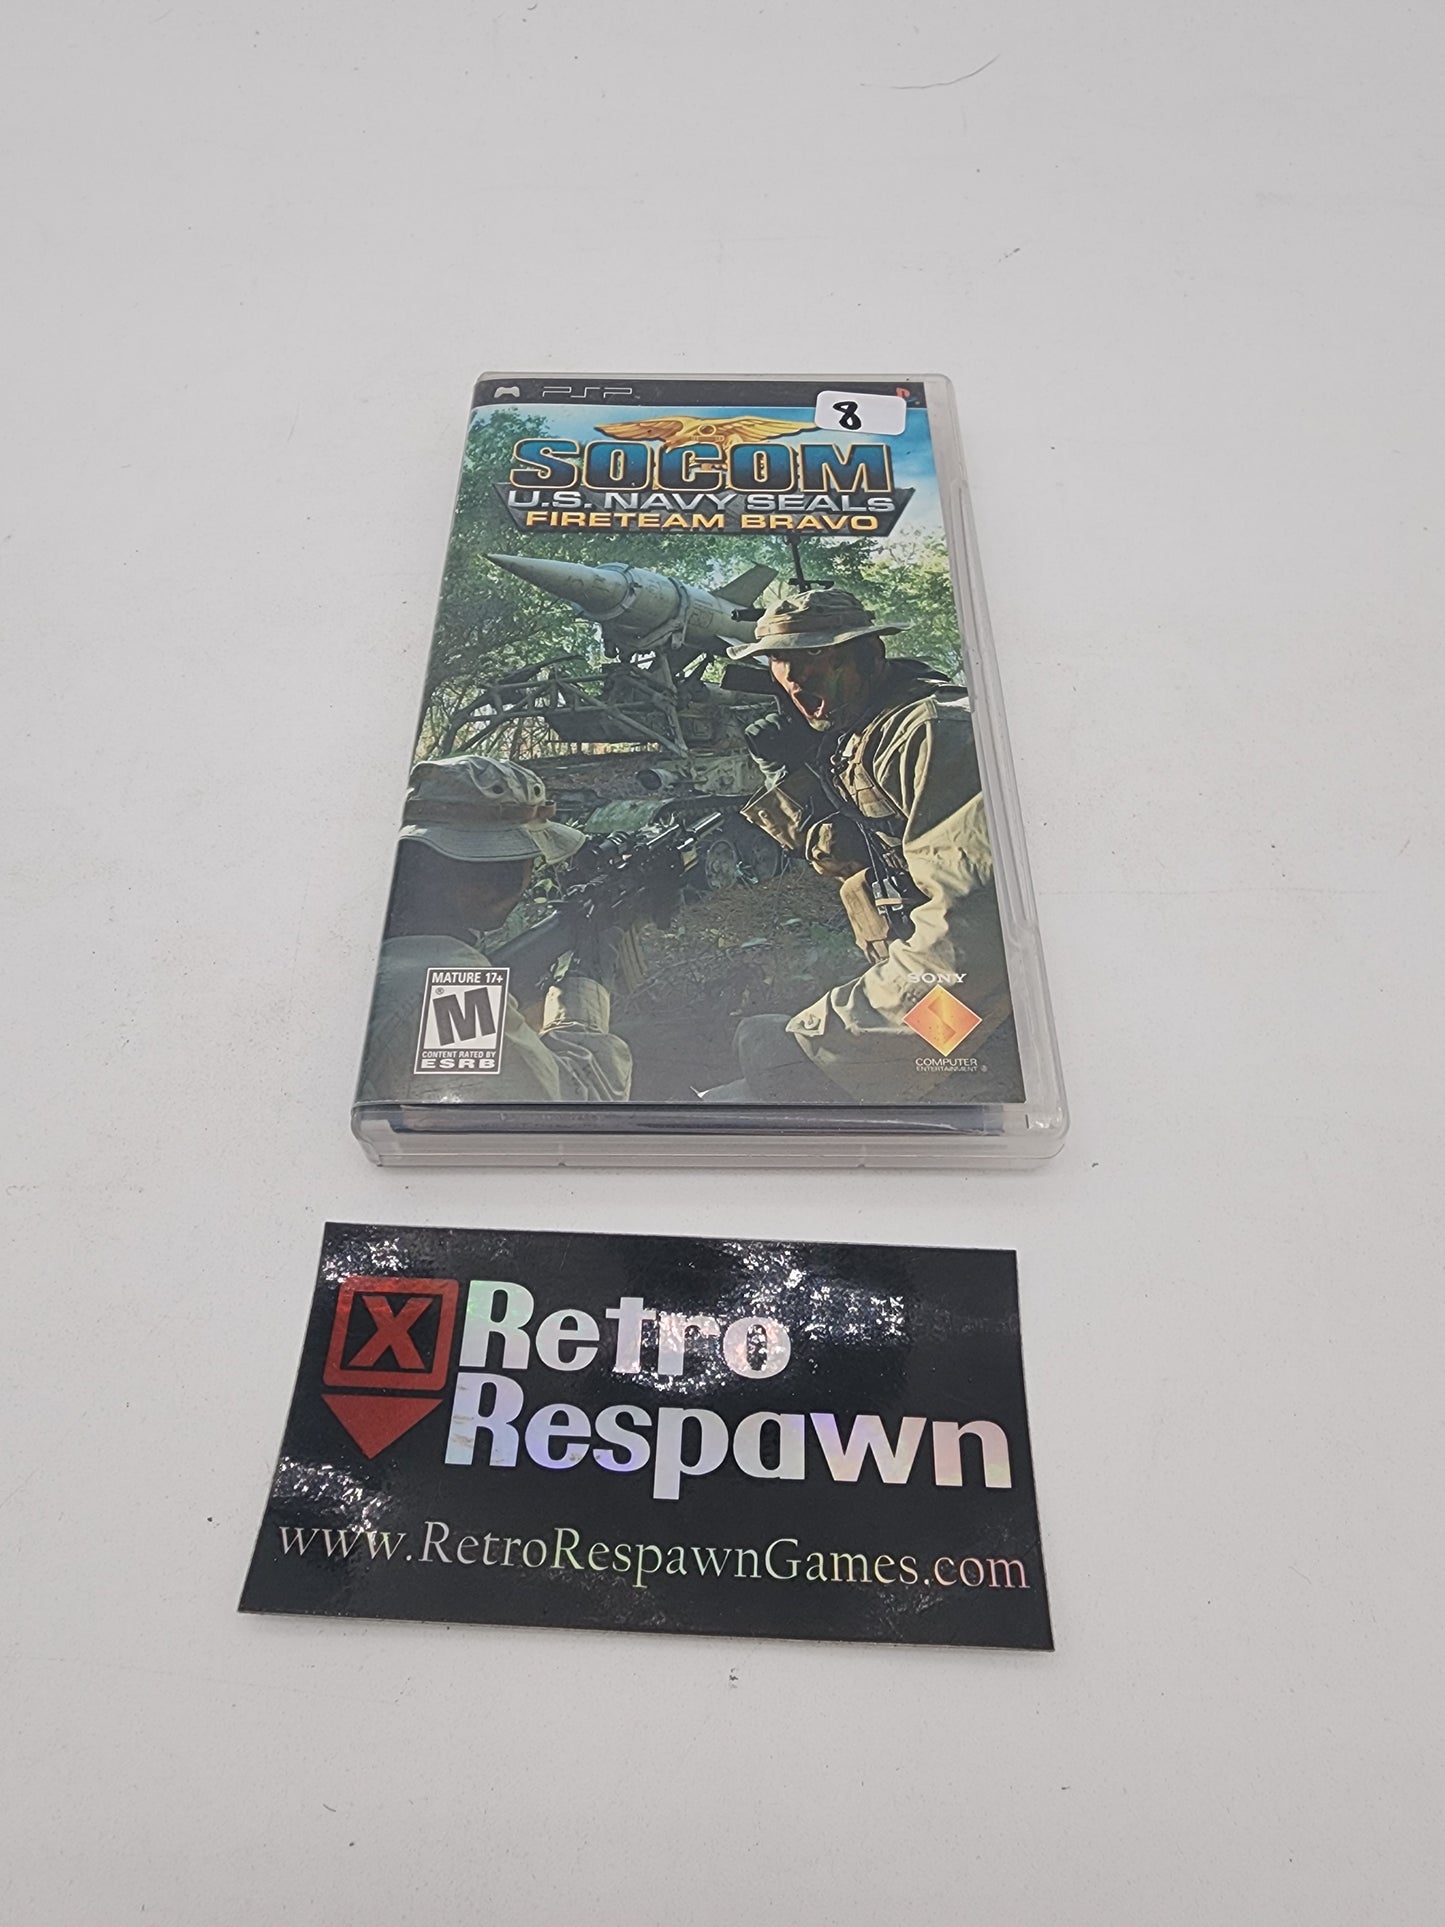 PSP
8
SOCOM
U.S. NAVY SEALS
FIRETEAM BRAVO
MATURE 17+
M
CONTENT RATED BY
ESRB
SONY
COMPUTER
ENTERTAINMENT
X
Retro
Respawn
www.RetroRespawnGames.com